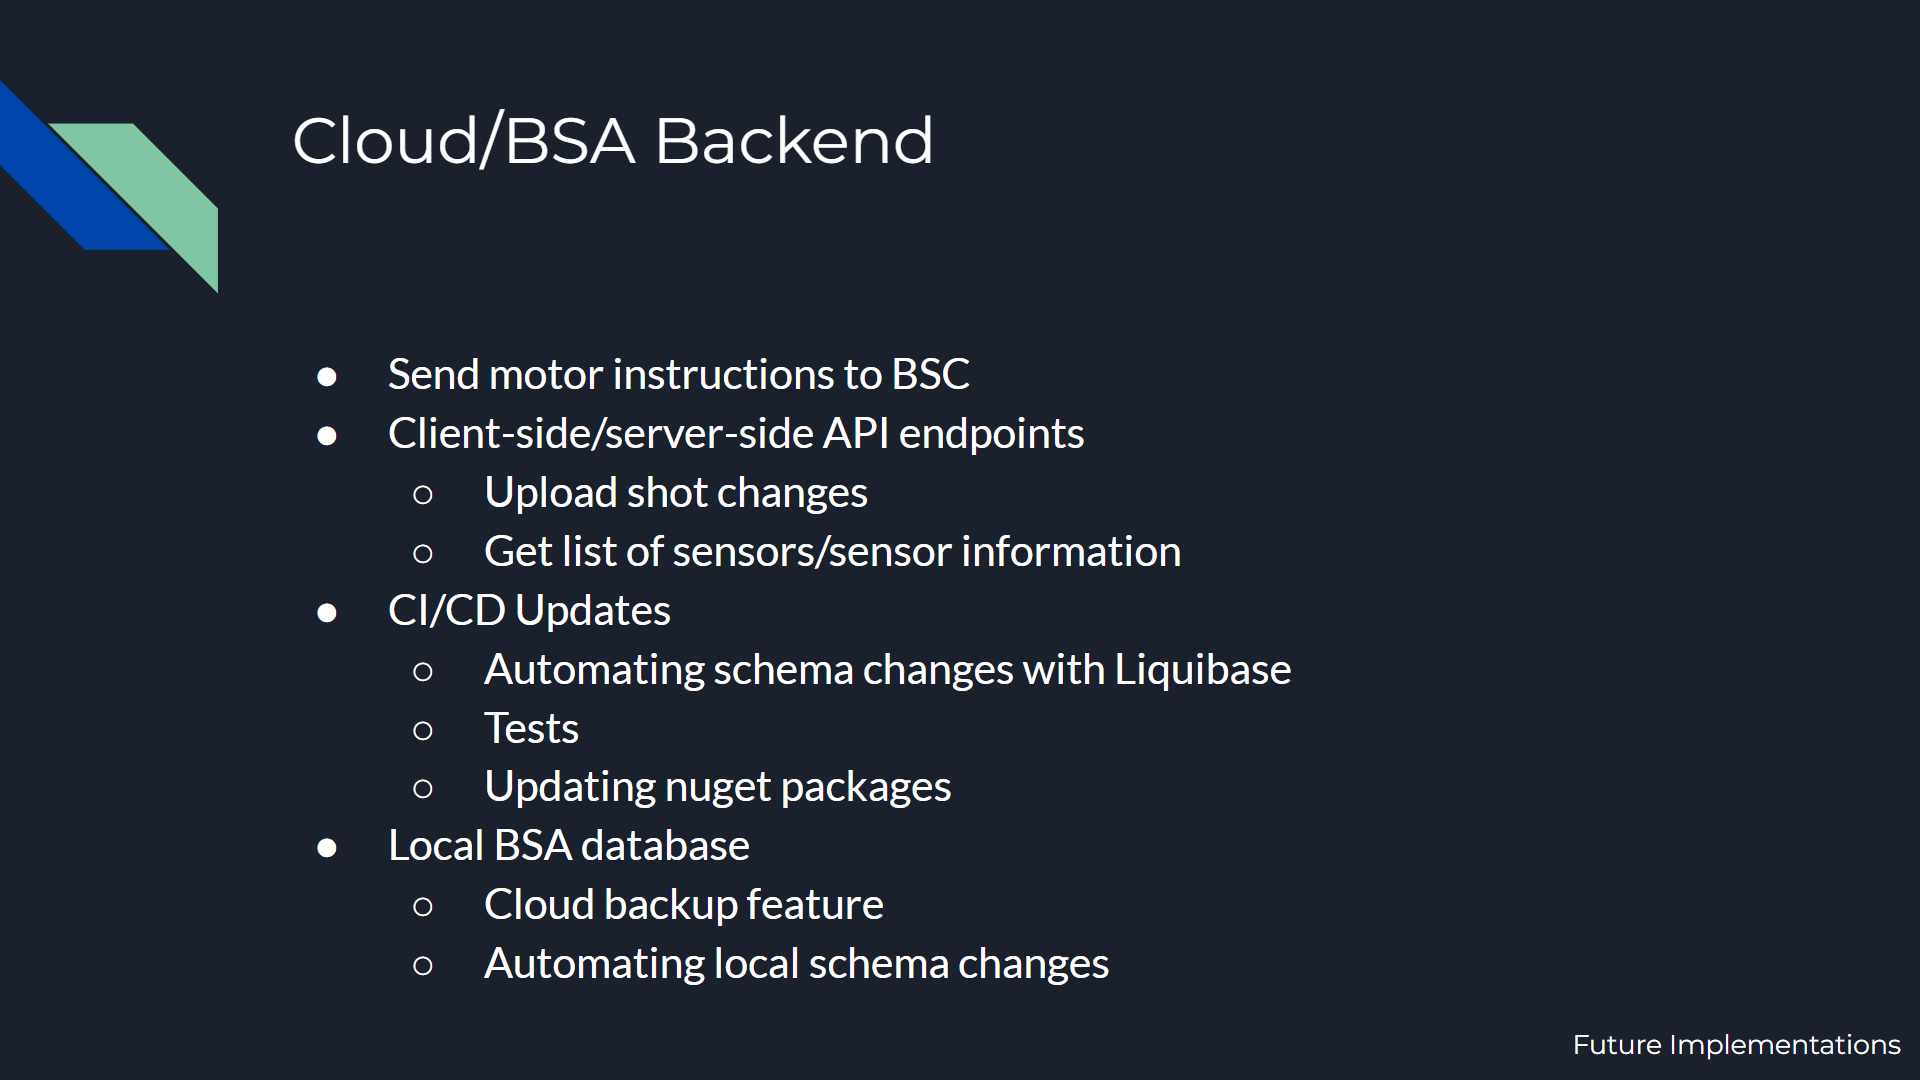 Cloud/BSA Backend
● Send motor instructions to BSC
● Client-side/server-side API endpoints
○ Upload shot changes
○ Get list of sensors/sensor information
● CI/CD Updates
○ Automating schema changes with Liquibase
○ Tests
○ Updating nuget packages
● Local BSA database
○ Cloud backup feature
○ Automating local schema changes
Future Implementations